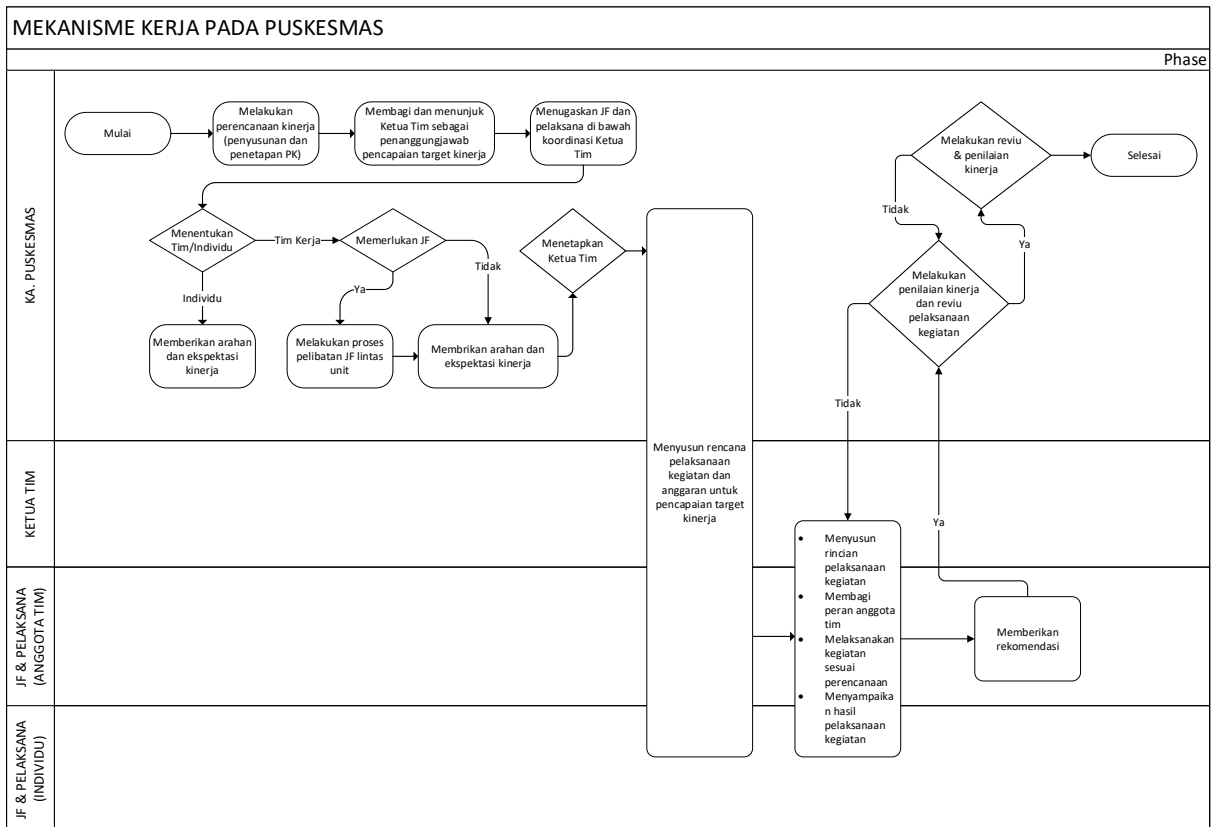 MEKANISME KERJA PADA PUSKESMAS
Phase
KA. PUSKESMAS
Mulai
Melakukan
perencanaan kinerja
(penyusunan dan
penetapan PK)
Membagi dan menunjuk
Ketua Tim sebagai
penanggungjawab
pencapaian target kinerja
Menugaskan JF dan
pelaksana di bawah
koordinasi Ketua
Tim
Menentukan
Tim/Individu
Tim Kerja
Memerlukan JF
Tidak
Ya
Individu
Memberikan arahan
dan ekspektasi
kinerja
Melakukan proses
pelibatan JF lintas
unit
Membrikan arahan dan
ekspektasi kinerja
Menetapkan
Ketua Tim
Melakukan reviu
& penilaian
kinerja
Selesai
Tidak
Ya
Melakukan
penilaian kinerja
dan reviu
pelaksanaan
kegiatan
Tidak
KETUA TIM
Menyusun rencana
pelaksanaan
kegiatan dan
anggaran untuk
pencapaian target
kinerja
Ya
• Menyusun
rincian
pelaksanaan
kegiatan
• Membagi
peran anggota
tim
• Melaksanakan
kegiatan
sesuai
perencanaan
• Menyampaika
n hasil
pelaksanaan
kegiatan
JF & PELAKSANA
(ANGGOTA TIM)
Memberikan
rekomendasi
JF & PELAKSANA
(INDIVIDU)